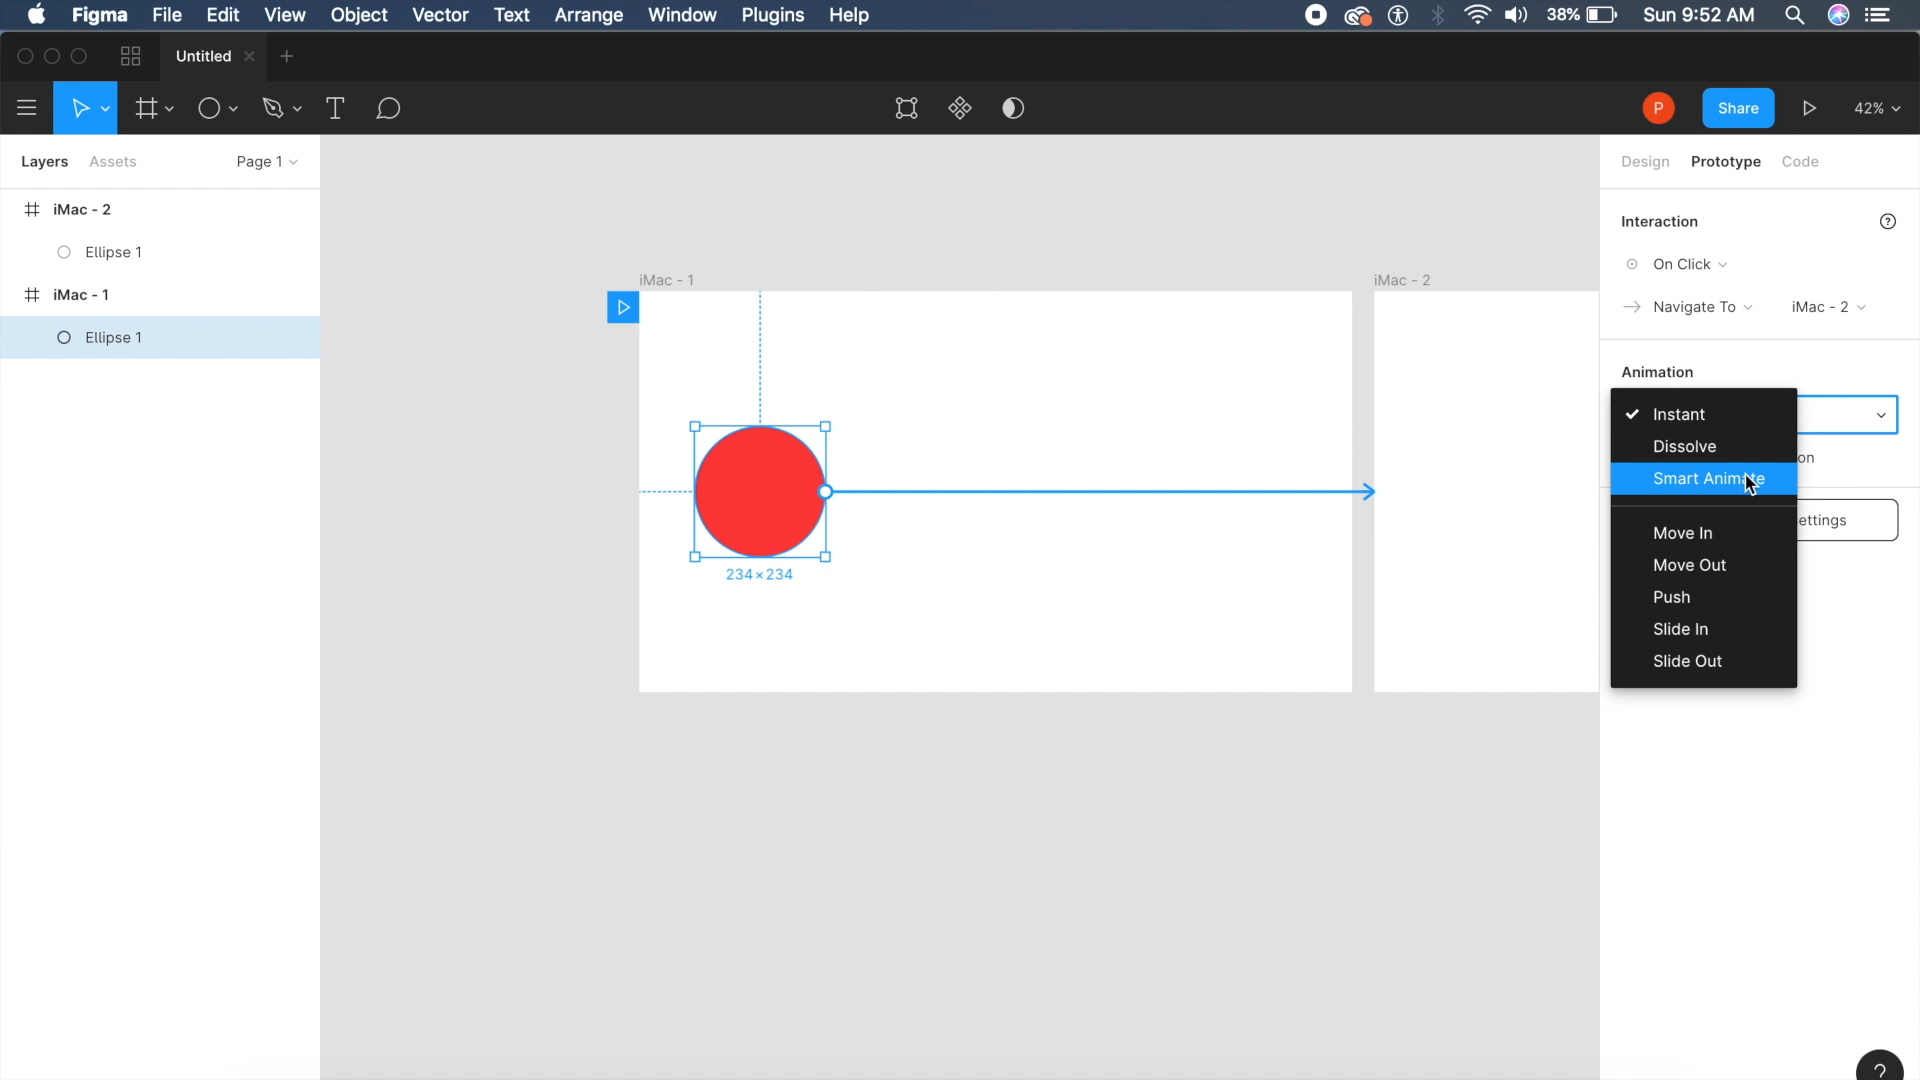 Figma File Edit View Object Vector Text Arrange Window Plugins Help 38% Sun 9:52 AM
Untitled
P Share 42%
Layers Assets Page 1
Design Prototype Code
iMac - 2
Ellipse 1
iMac - 1
Ellipse 1
iMac - 1
iMac - 2
234×234
Interaction
?
On Click
Navigate To iMac - 2
Animation
Instant
Dissolve
Smart Animate
Move In
Move Out
Push
Slide In
Slide Out
on
ettings
?